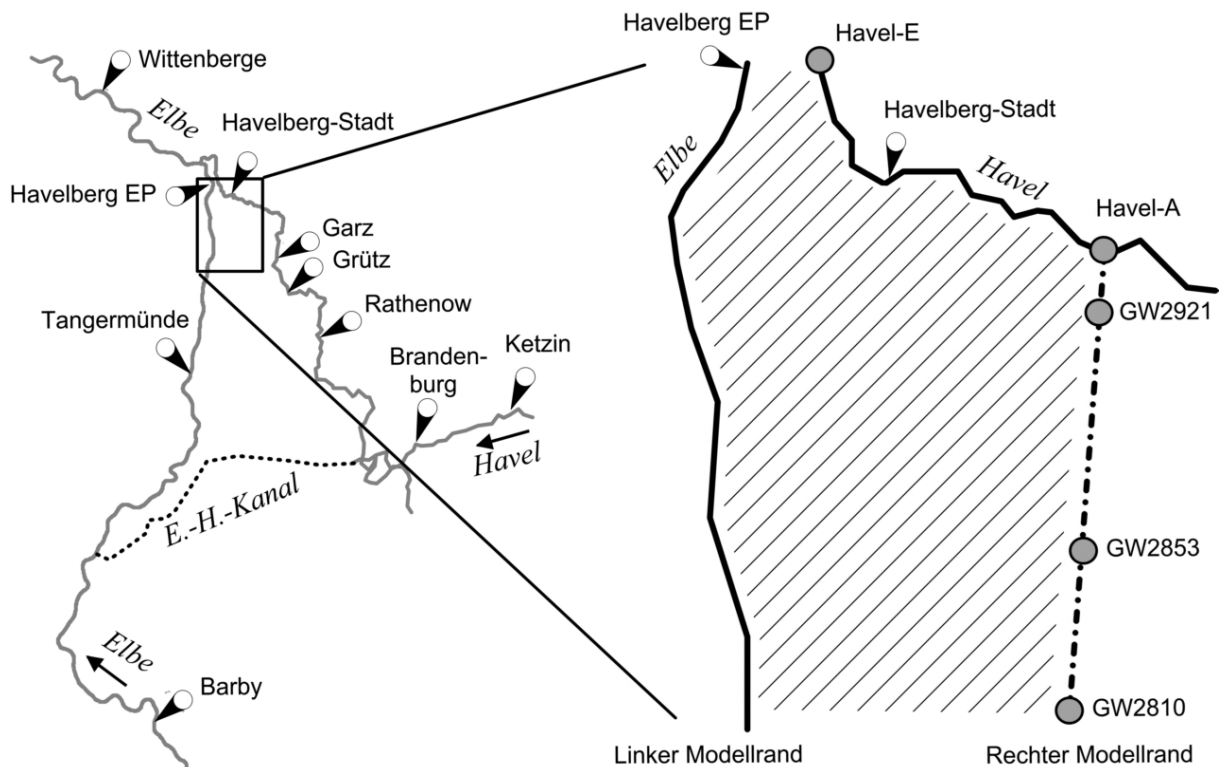 Wittenberge
Elbe
Havelberg-Stadt
Havelberg EP
Garz
Grütz
Rathenow
Tangermünde
Branden-
burg
Ketzin
Havel
E.-H.-Kanal
Elbe
Barby
Havelberg EP
Havel-E
Havelberg-Stadt
Elbe
Havel
Havel-A
GW2921
GW2853
GW2810
Linker Modellrand
Rechter Modellrand